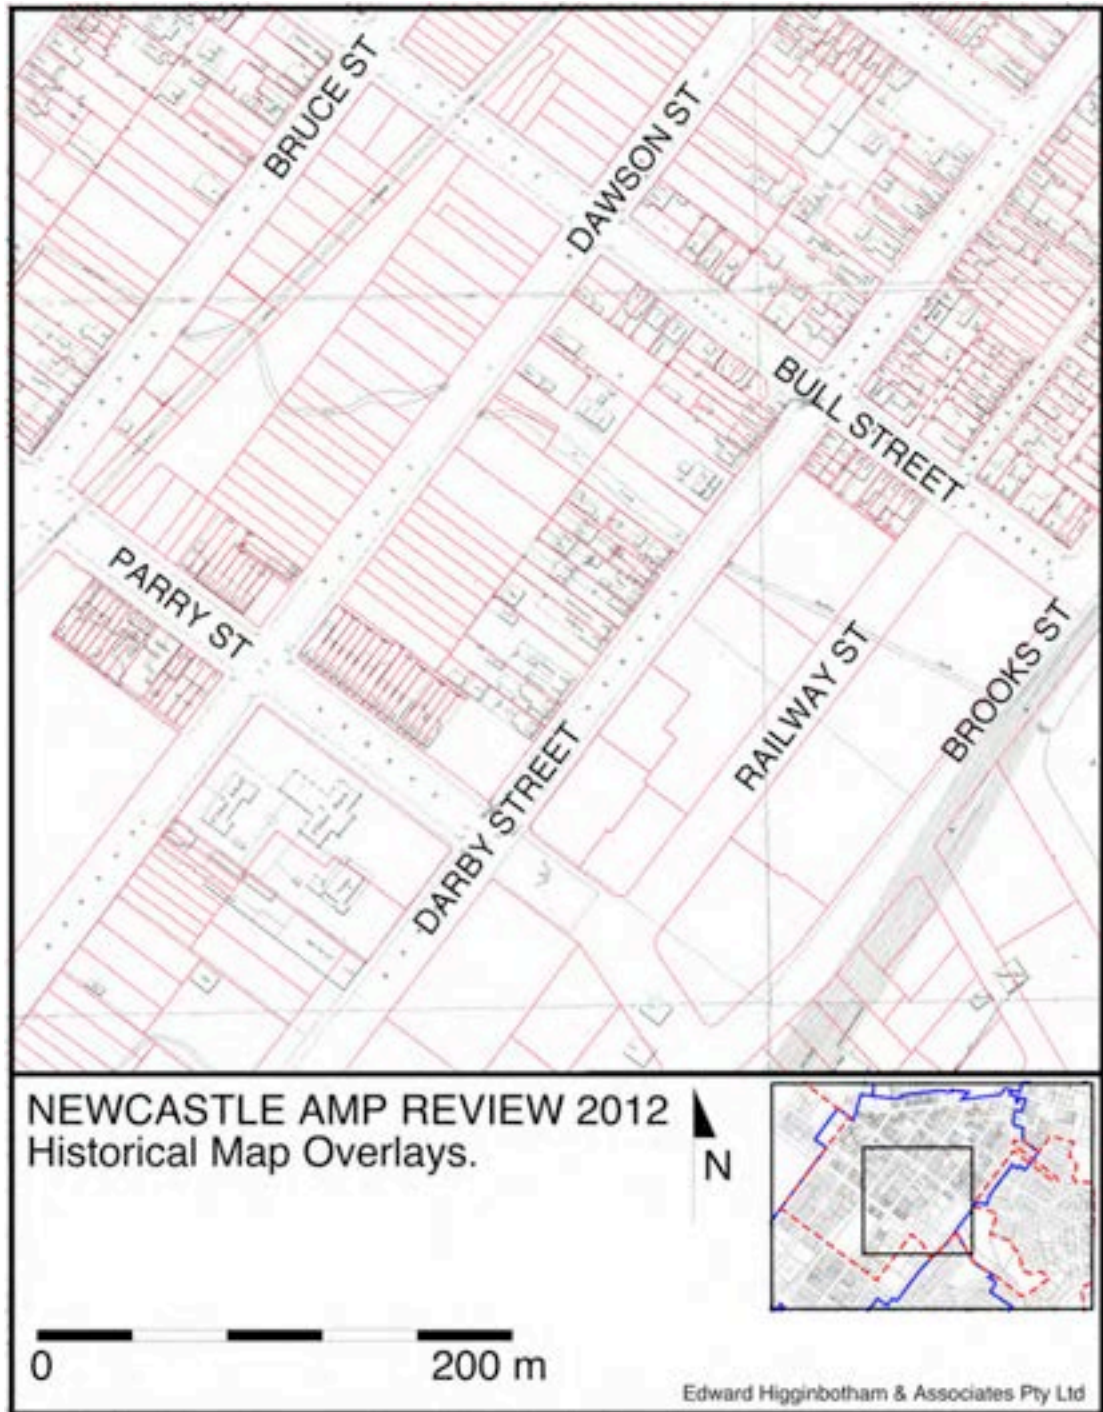 BRUCE ST
DAWSON ST
BULL STREET
PARRY ST
RAILWAY ST
BROOKS ST
DARBY STREET
NEWCASTLE AMP REVIEW 2012
Historical Map Overlays.
N
0
200 m
Edward Higginbotham & Associates Pty Ltd